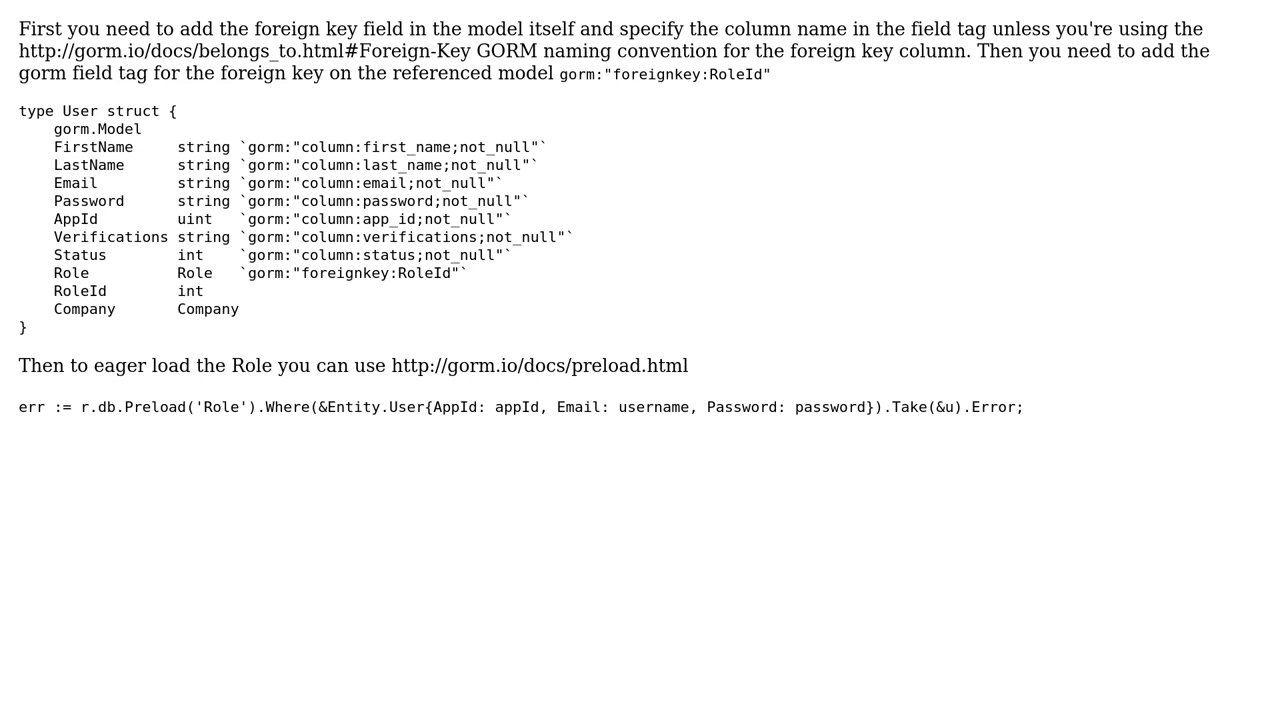 First you need to add the foreign key field in the model itself and specify the column name in the field tag unless you're using the
http://gorm.io/docs/belongs_to.html#Foreign-Key GORM naming convention for the foreign key column. Then you need to add the
gorm field tag for the foreign key on the referenced model gorm:"foreignkey:RoleId"
type User struct {
    gorm.Model
    FirstName     string `gorm:"column:first_name;not_null"`
    LastName      string `gorm:"column:last_name;not_null"`
    Email         string `gorm:"column:email;not_null"`
    Password      string `gorm:"column:password;not_null"`
    AppId         uint   `gorm:"column:app_id;not_null"`
    Verifications string `gorm:"column:verifications;not_null"`
    Status        int    `gorm:"column:status;not_null"`
    Role          Role   `gorm:"foreignkey:RoleId"`
    RoleId        int
    Company       Company
}
Then to eager load the Role you can use http://gorm.io/docs/preload.html
err := r.db.Preload('Role').Where(&Entity.User{AppId: appId, Email: username, Password: password}).Take(&u).Error;